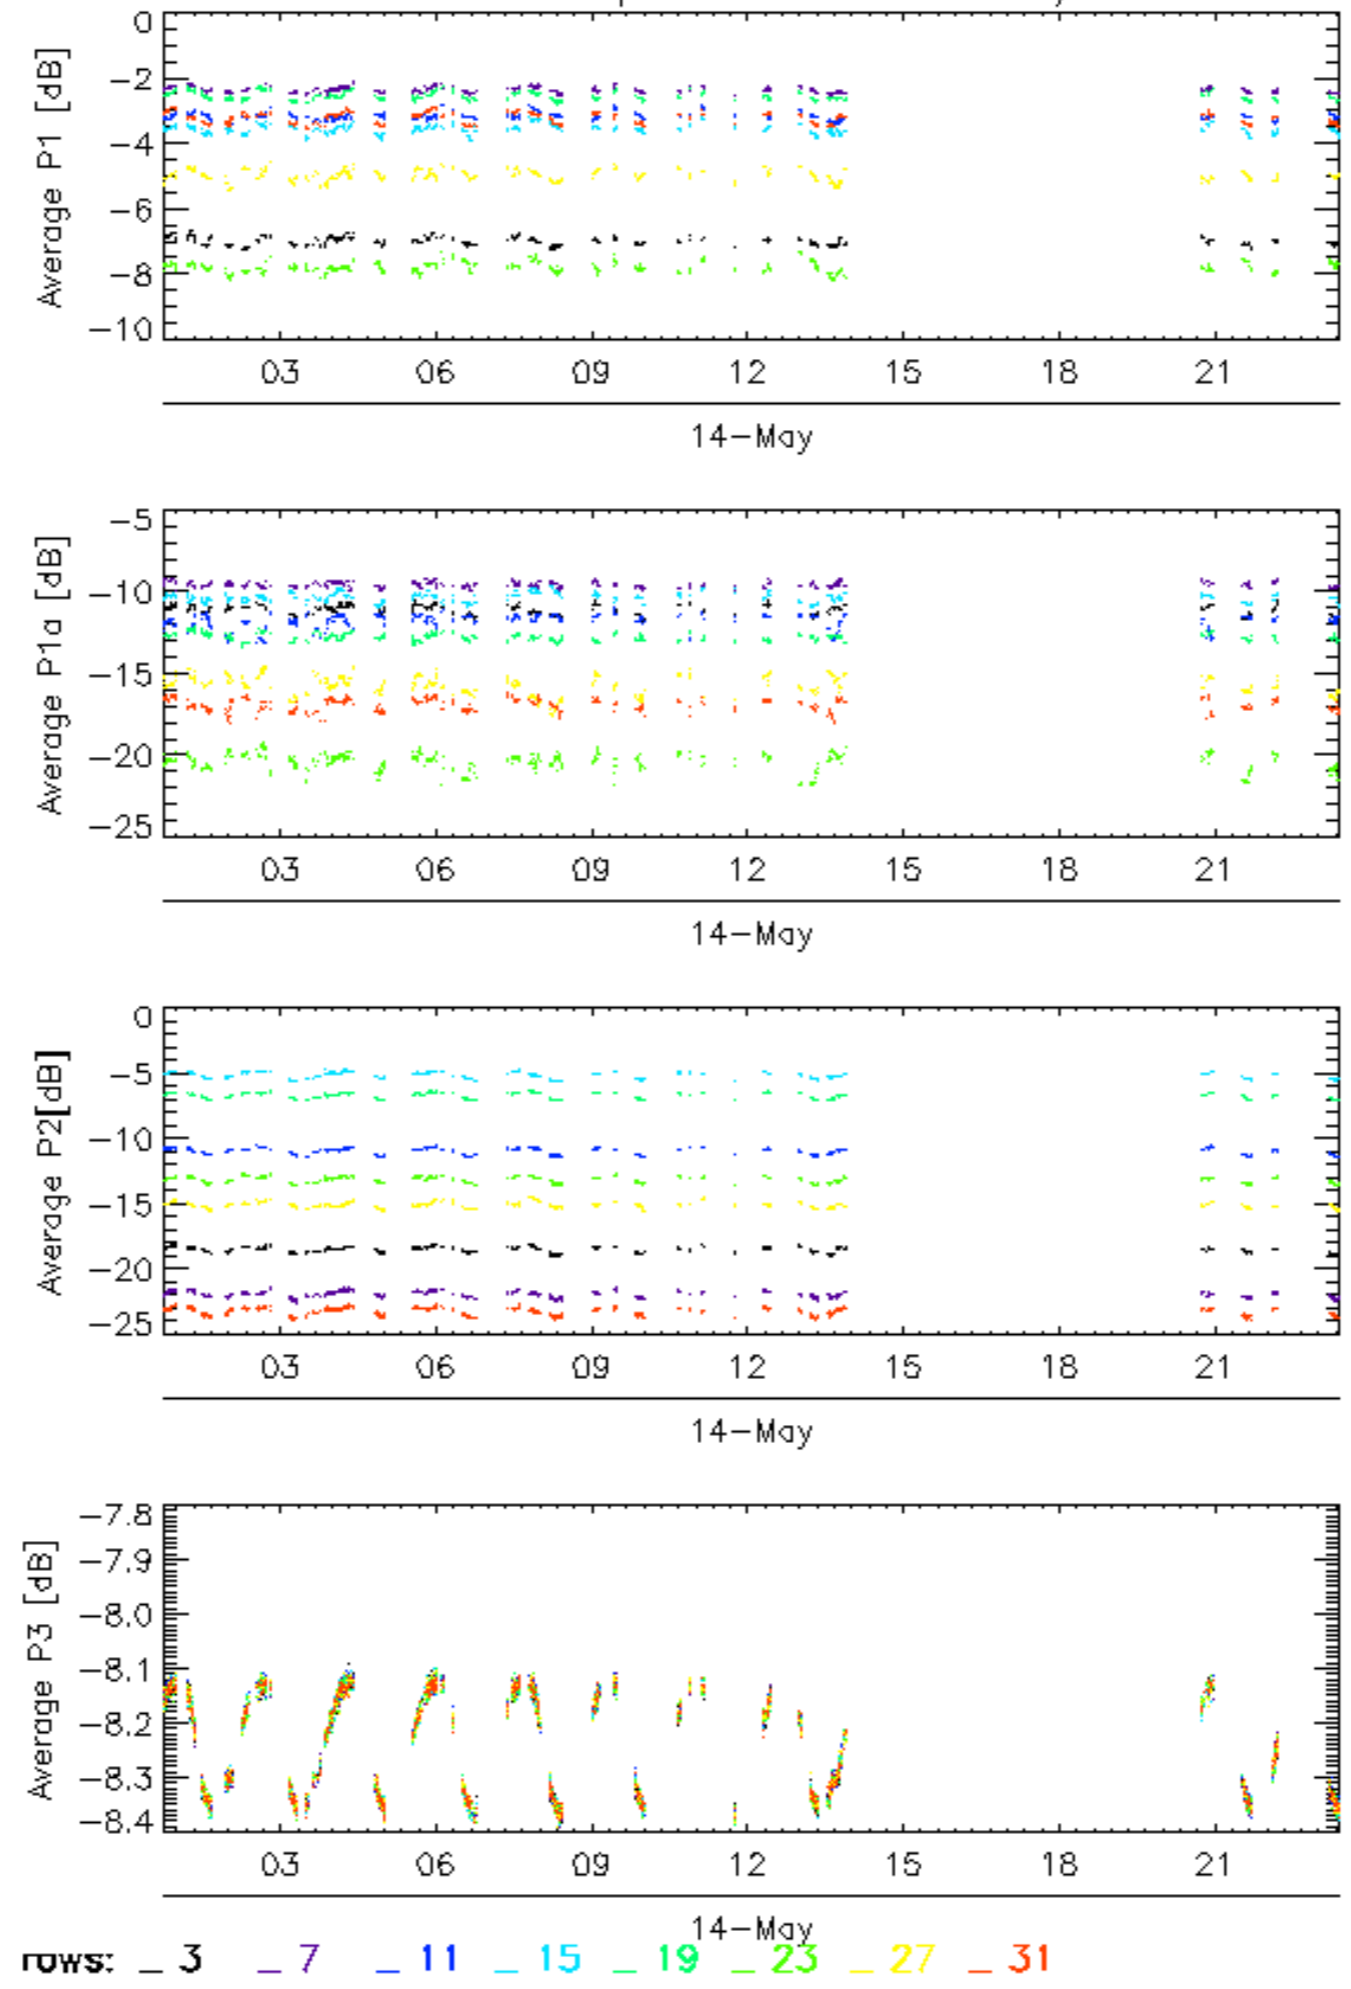 0
-2
-4
-6
-8
-10
Average P1 [dB]
03 06 09 12 15 18 21
14-May
-5
-10
-15
-20
-25
Average P1a [dB]
03 06 09 12 15 18 21
14-May
0
-5
-10
-15
-20
-25
Average P2[dB]
03 06 09 12 15 18 21
14-May
-7.8
-7.9
-8.0
-8.1
-8.2
-8.3
-8.4
Average P3 [dB]
03 06 09 12 15 18 21
14-May
rows: _ 3 _ 7 _ 11 _ 15 _ 19 _ 23 _ 27 _ 31